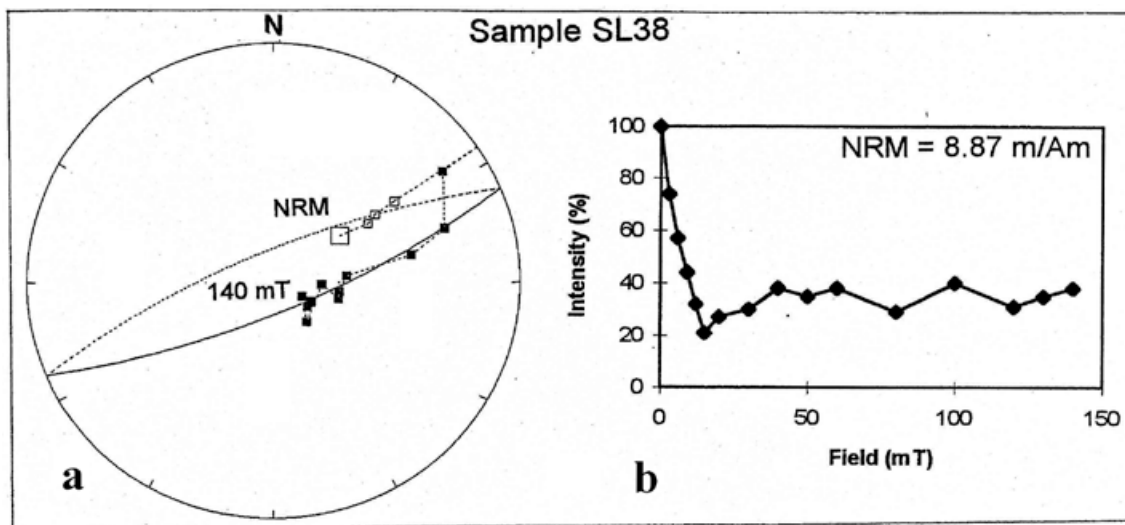 Sample SL38
N
NRM
140 mT
a
NRM = 8.87 m/Am
Intensity (%)
100
80
60
40
20
0
0
50
100
150
Field (mT)
b